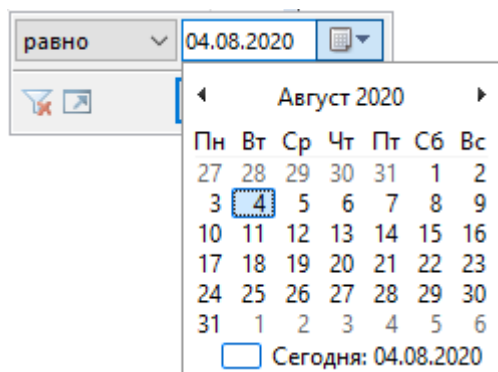 равно 04.08.2020
Август 2020
Пн Вт Ср Чт Пт Сб Вс
27 28 29 30 31 1 2
3 4 5 6 7 8 9
10 11 12 13 14 15 16
17 18 19 20 21 22 23
24 25 26 27 28 29 30
31 1 2 3 4 5 6
Сегодня: 04.08.2020